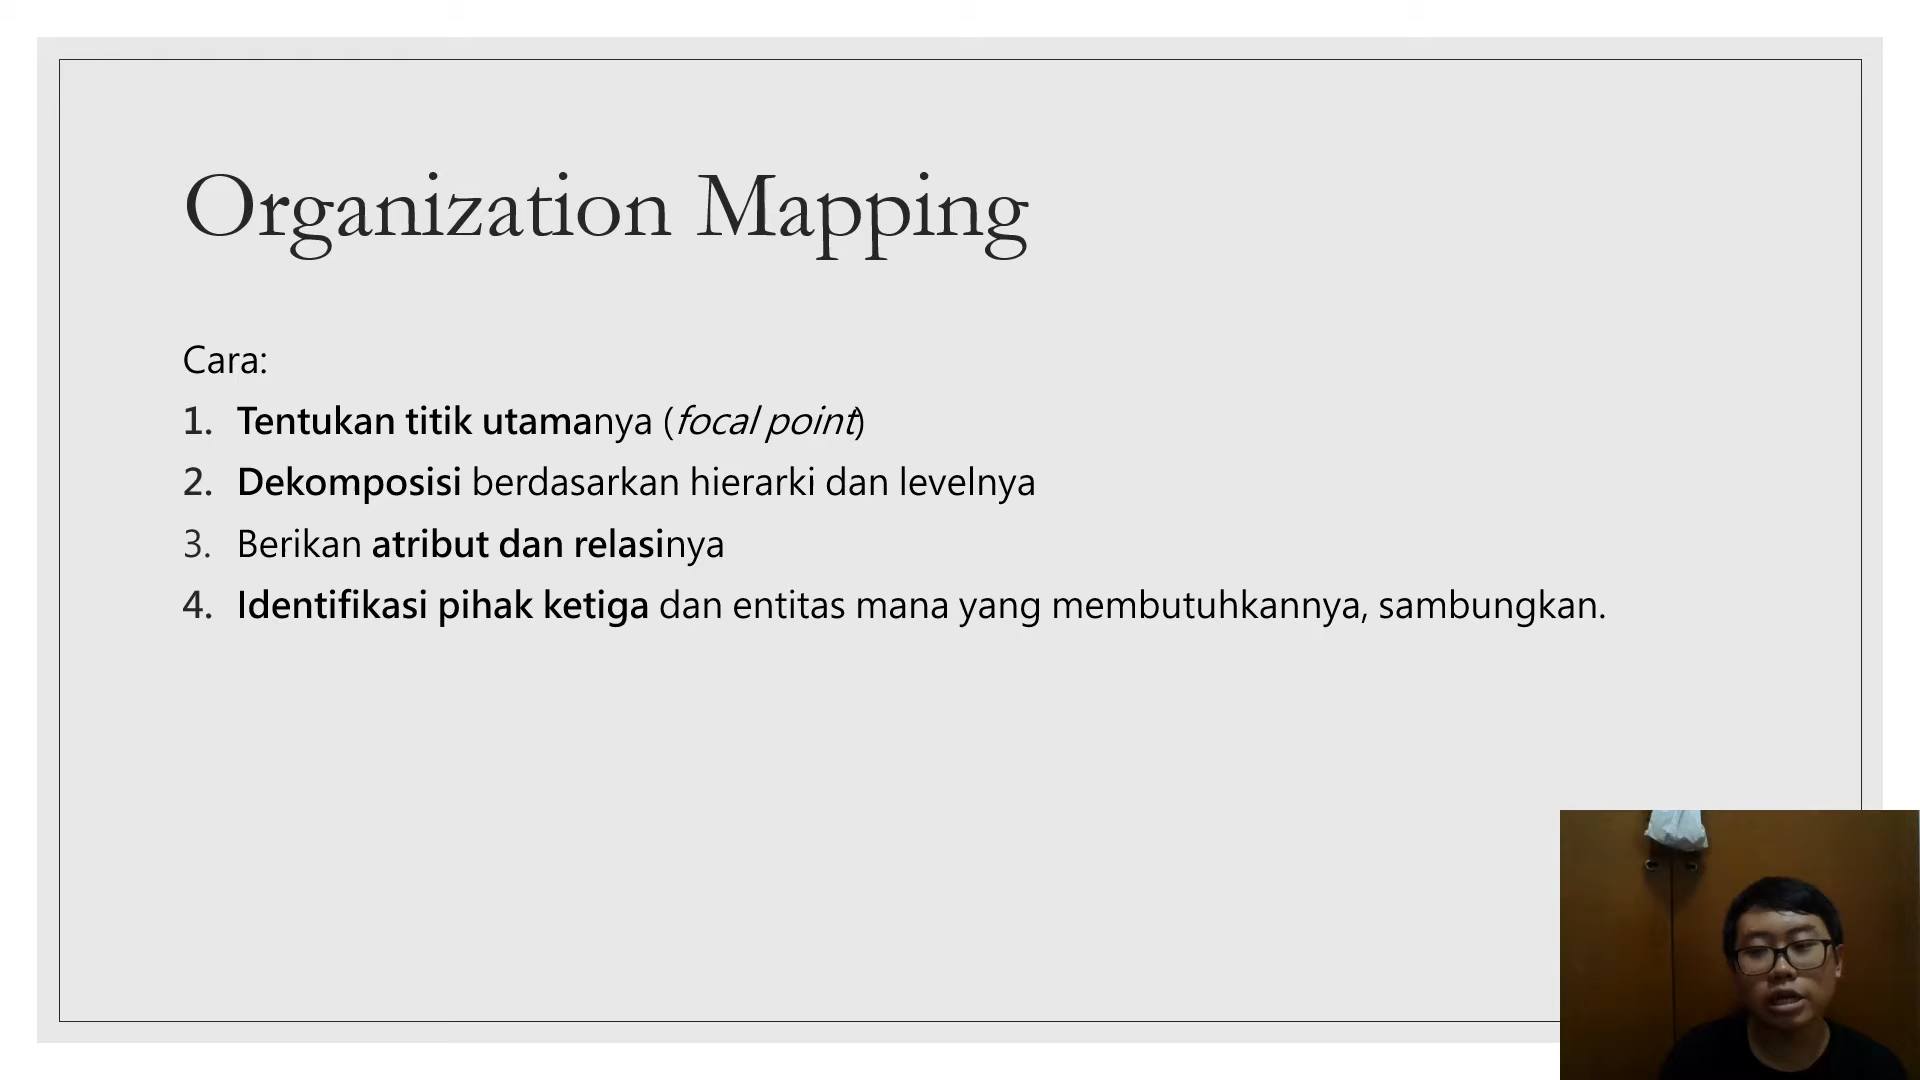 Organization Mapping
Cara:
1. Tentukan titik utamanya (focal point)
2. Dekomposisi berdasarkan hierarki dan levelnya
3. Berikan atribut dan relasinya
4. Identifikasi pihak ketiga dan entitas mana yang membutuhkannya, sambungkan.